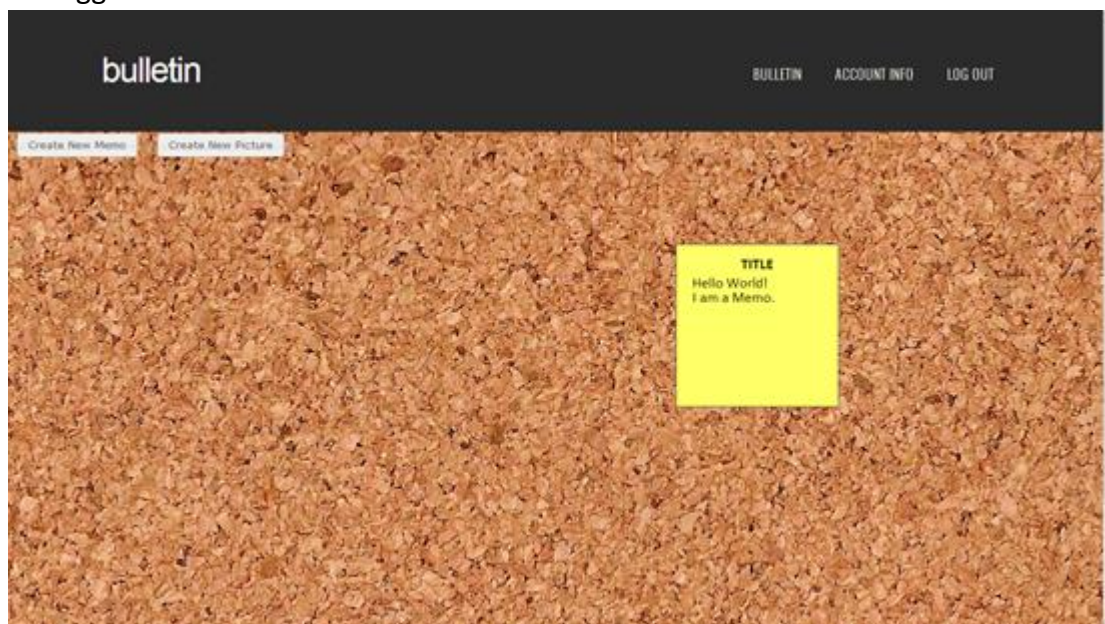 bulletin
BULLETIN ACCOUNT INFO LOG OUT
Create New Memo Create New Picture
TITLE
Hello World!
I am a Memo.